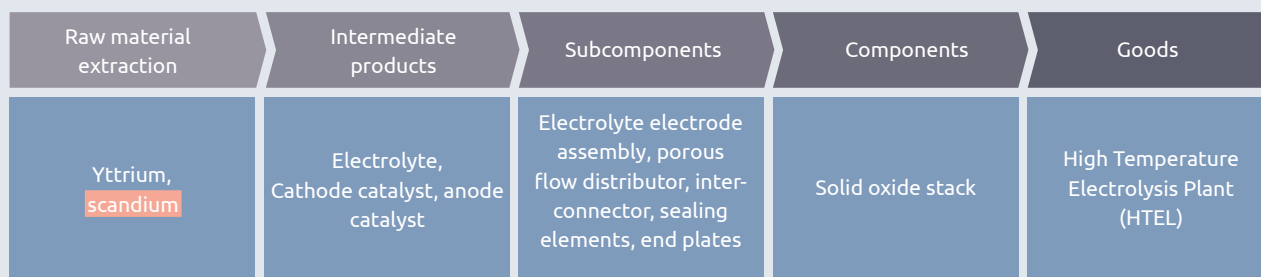 Raw material
extraction
Intermediate
products
Subcomponents
Components
Goods
Yttrium,
scandium
Electrolyte,
Cathode catalyst, anode
catalyst
Electrolyte electrode
assembly, porous
flow distributor, inter-
connector, sealing
elements, end plates
Solid oxide stack
High Temperature
Electrolysis Plant
(HTEL)